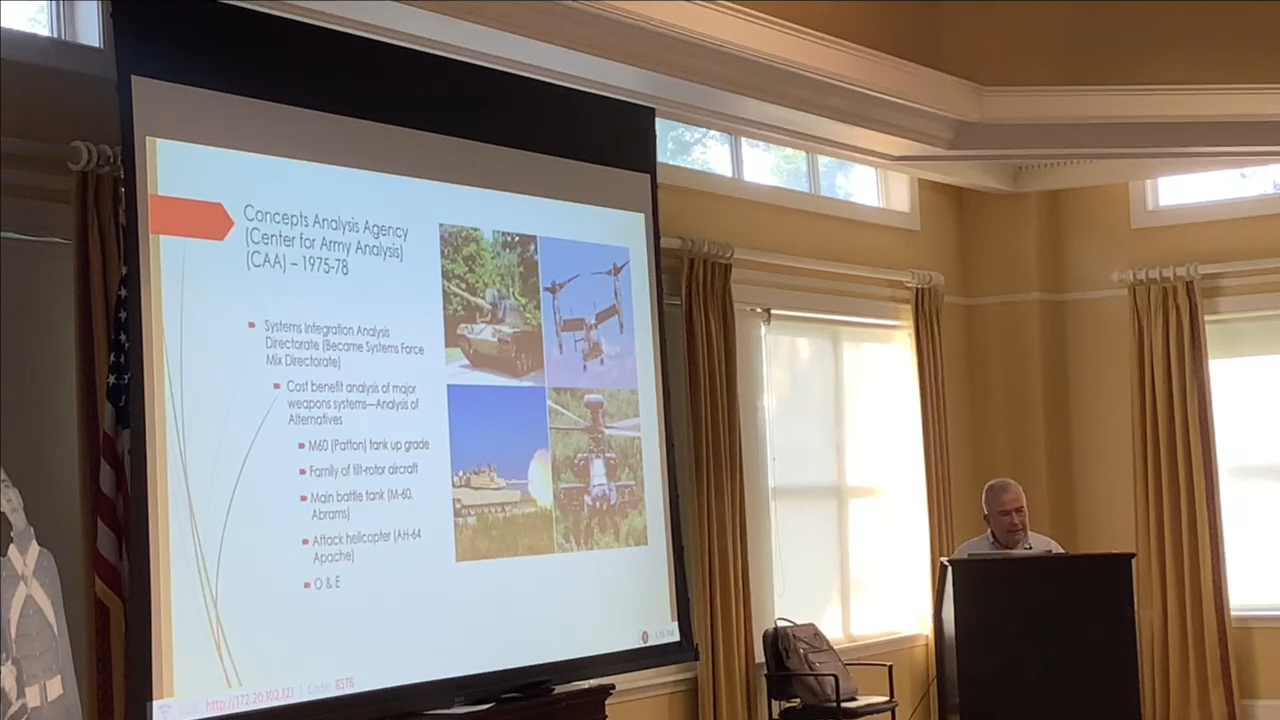 Concepts Analysis Agency
(Center for Army Analysis)
(CAA) – 1975-78
Systems Integration Analysis
Directorate (Became Systems Force
Mix Directorate)
Cost benefit analysis of major
weapons systems—Analysis of
Alternatives
M60 (Patton) tank up grade
Family of tilt-rotor aircraft
Main battle tank (M-60,
Abrams)
Attack helicopter (AH-64
Apache)
O & E
http://172.20.102.121 | Code: 8576